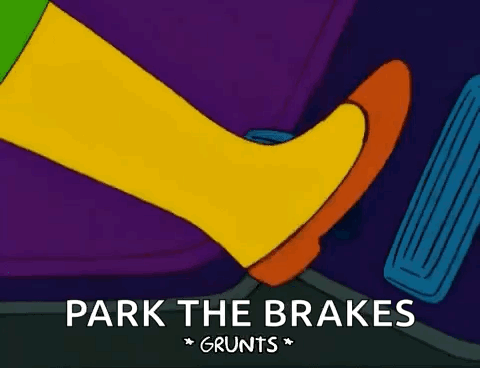 PARK THE BRAKES
* GRUNTS *